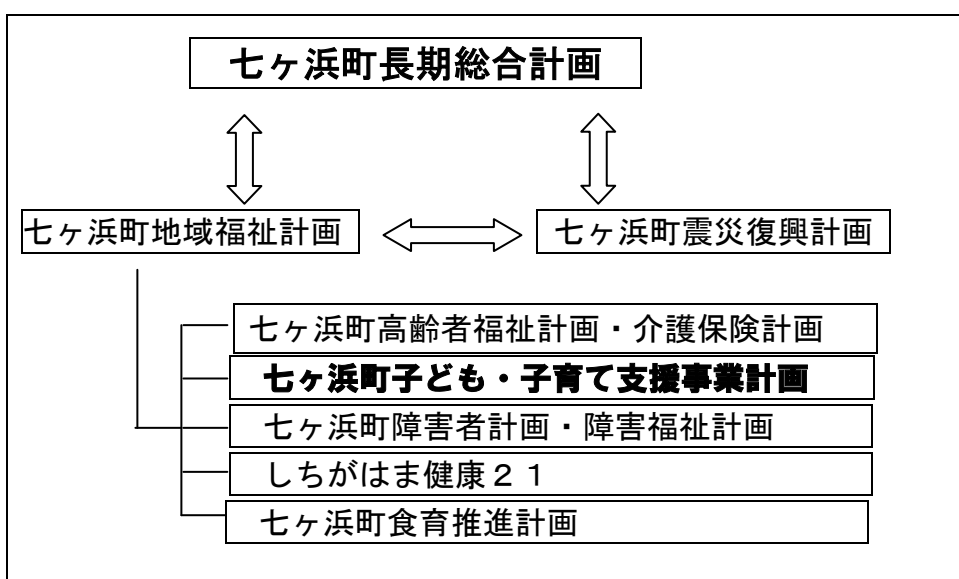 七ヶ浜町長期総合計画
七ヶ浜町地域福祉計画
七ヶ浜町震災復興計画
七ヶ浜町高齢者福祉計画・介護保険計画
七ヶ浜町子ども・子育て支援事業計画
七ヶ浜町障害者計画・障害福祉計画
しちがはま健康２１
七ヶ浜町食育推進計画